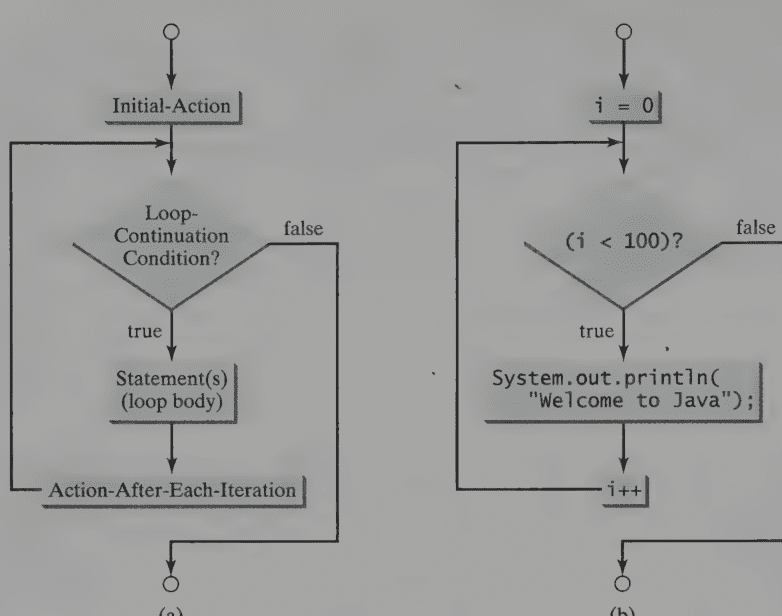 Initial-Action
Loop-
Continuation
Condition?
false
true
Statement(s)
(loop body)
Action-After-Each-Iteration
(a)
i = 0
(i < 100)?
false
true
System.out.println(
"Welcome to Java");
i++
(b)